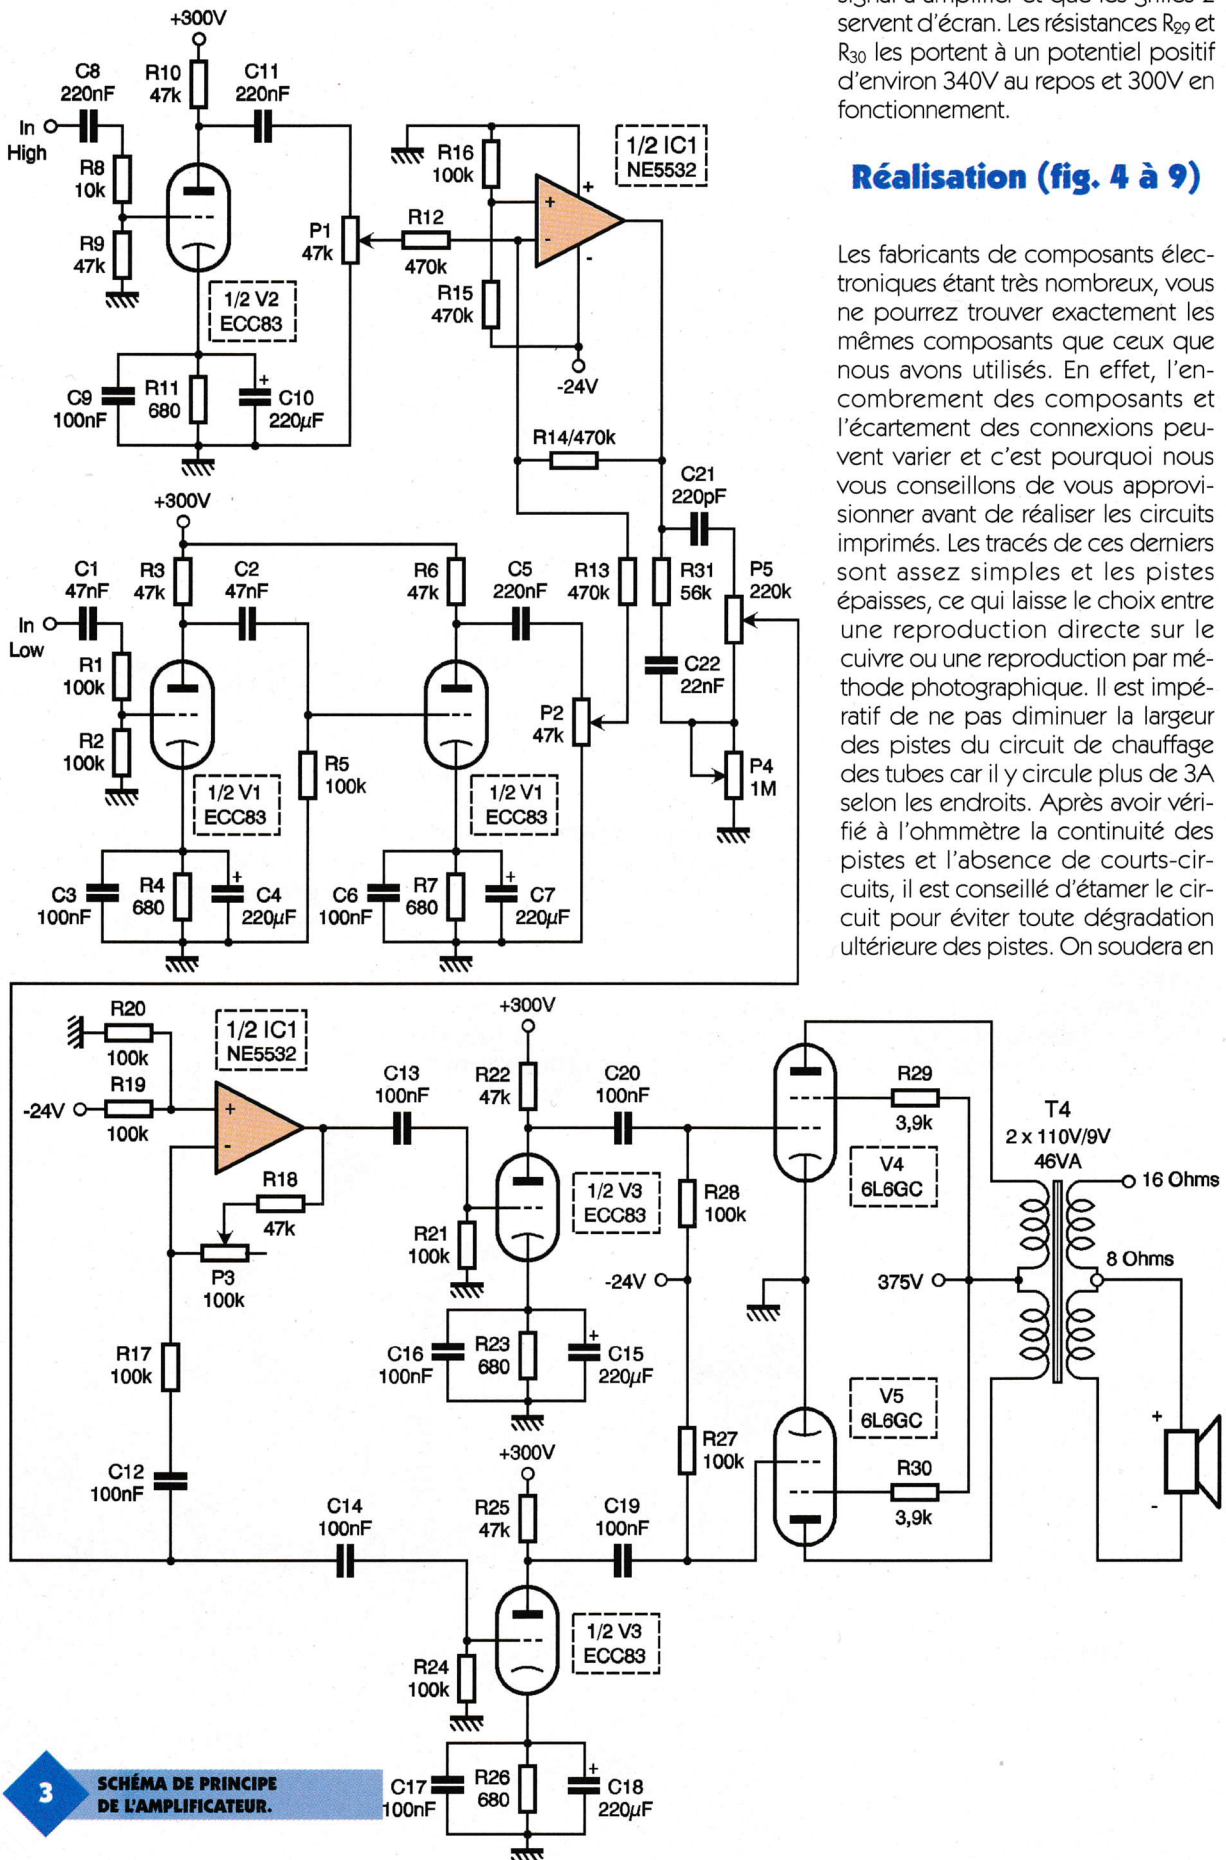 signal à amplifier et que les grilles 2
servent d'écran. Les résistances R29 et
R30 les portent à un potentiel positif
d'environ 340V au repos et 300V en
fonctionnement.
Réalisation (fig. 4 à 9)
Les fabricants de composants élec-
troniques étant très nombreux, vous
ne pourrez trouver exactement les
mêmes composants que ceux que
nous avons utilisés. En effet, l'en-
combrement des composants et
l'écartement des connexions peu-
vent varier et c'est pourquoi nous
vous conseillons de vous approvi-
sionner avant de réaliser les circuits
imprimés. Les tracés de ces derniers
sont assez simples et les pistes
épaisses, ce qui laisse le choix entre
une reproduction directe sur le
cuivre ou une reproduction par mé-
thode photographique. Il est impé-
ratif de ne pas diminuer la largeur
des pistes du circuit de chauffage
des tubes car il y circule plus de 3A
selon les endroits. Après avoir véri-
fié à l'ohmmètre la continuité des
pistes et l'absence de courts-cir-
cuits, il est conseillé d'étamer le cir-
cuit pour éviter toute dégradation
ultérieure des pistes. On soudera en
+300V
C8
220nF
R10
47k
C11
220nF
In
High
R8
10k
R9
47k
P1
47k
1/2 V2
ECC83
C9
100nF
R11
680
+
C10
220µF
R16
100k
1/2 IC1
NE5532
+
+
-
-
R12
470k
R15
470k
-24V
R14/470k
C21
220pF
+300V
C1
47nF
R3
47k
C2
47nF
R6
47k
C5
220nF
R13
470k
R31
56k
P5
220k
In
Low
R1
100k
R2
100k
C22
22nF
P2
47k
R5
100k
P4
1M
1/2 V1
ECC83
1/2 V1
ECC83
C3
100nF
R4
680
+
C4
220µF
C6
100nF
R7
680
+
C7
220µF
R20
100k
1/2 IC1
NE5532
-24V
R19
100k
+
-
R18
47k
P3
100k
R17
100k
C12
100nF
C13
100nF
+300V
R22
47k
C20
100nF
R21
100k
1/2 V3
ECC83
R28
100k
-24V
C16
100nF
R23
680
+
C15
220µF
R27
100k
R29
3,9k
V4
6L6GC
T4
2 x 110V/9V
46VA
16 Ohms
8 Ohms
375V
V5
6L6GC
R30
3,9k
+
-
+300V
C14
100nF
R25
47k
C19
100nF
R24
100k
1/2 V3
ECC83
C17
100nF
R26
680
+
C18
220µF
3
SCHÉMA DE PRINCIPE
DE L'AMPLIFICATEUR.